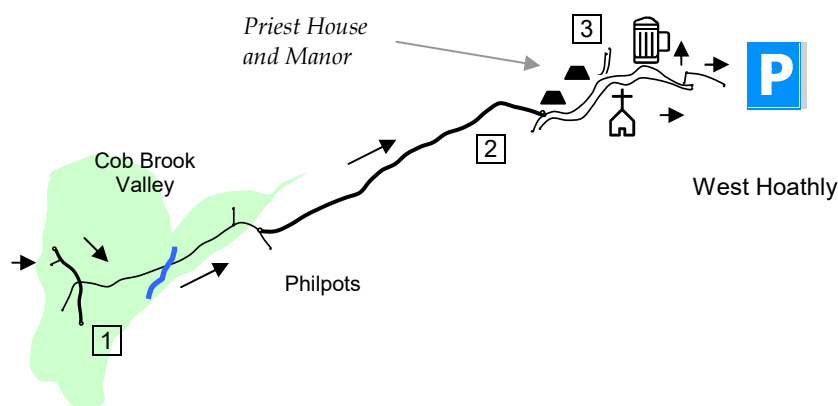 Priest House
and Manor
3
P
2
Cob Brook
Valley
West Hoathly
Philpots
1